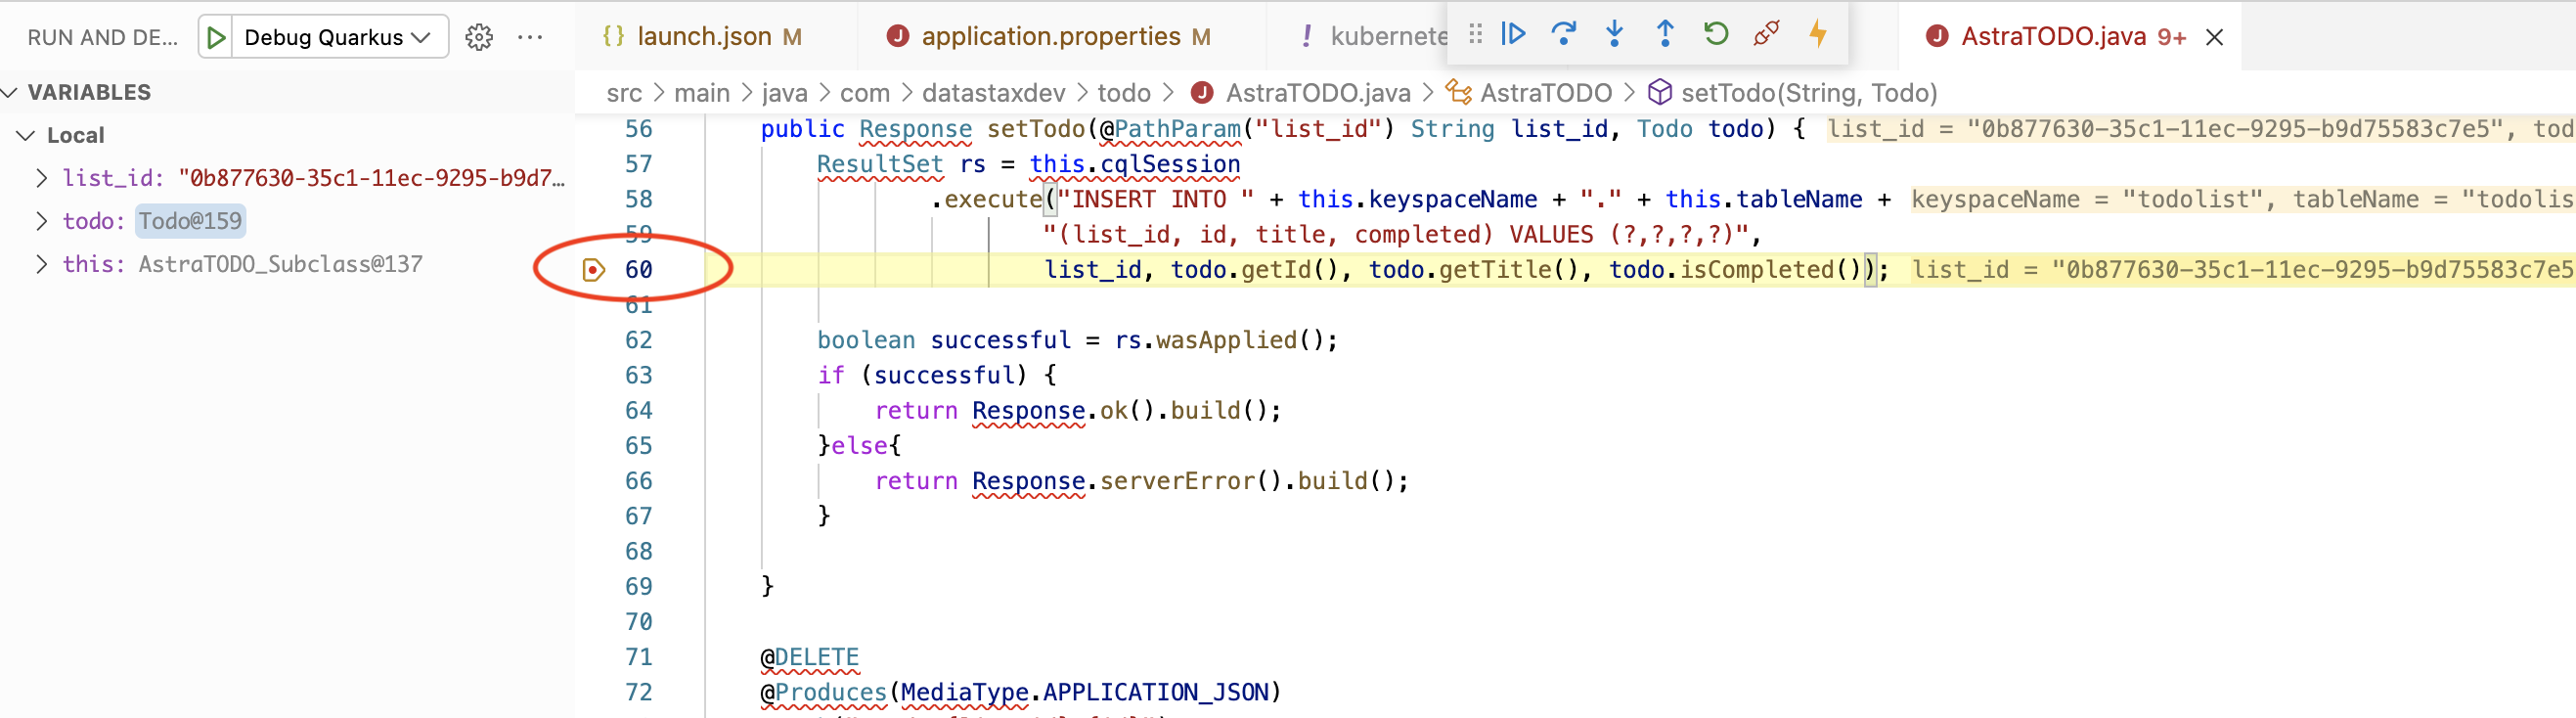 RUN AND DE... Debug Quarkus ...
{} launch.json M
J application.properties M
! kubernete
J AstraTODO.java 9+
VARIABLES
src > main > java > com > datastaxdev > todo > J AstraTODO.java > AstraTODO > setTodo(String, Todo)
Local
list_id: "0b877630-35c1-11ec-9295-b9d7...
todo: Todo@159
this: AstraTODO_Subclass@137
56 public Response setTodo(@PathParam("list_id") String list_id, Todo todo) { list_id = "0b877630-35c1-11ec-9295-b9d75583c7e5", tod
57 ResultSet rs = this.cqlSession
58 .execute("INSERT INTO " + this.keyspaceName + "." + this.tableName + keyspaceName = "todolist", tableName = "todolis
59 "(list_id, id, title, completed) VALUES (?,?,?,?)",
60 list_id, todo.getId(), todo.getTitle(), todo.isCompleted()); list_id = "0b877630-35c1-11ec-9295-b9d75583c7e5
61
62 boolean successful = rs.wasApplied();
63 if (successful) {
64 return Response.ok().build();
65 }else{
66 return Response.serverError().build();
67 }
68
69 }
70
71 @DELETE
72 @Produces(MediaType.APPLICATION_JSON)